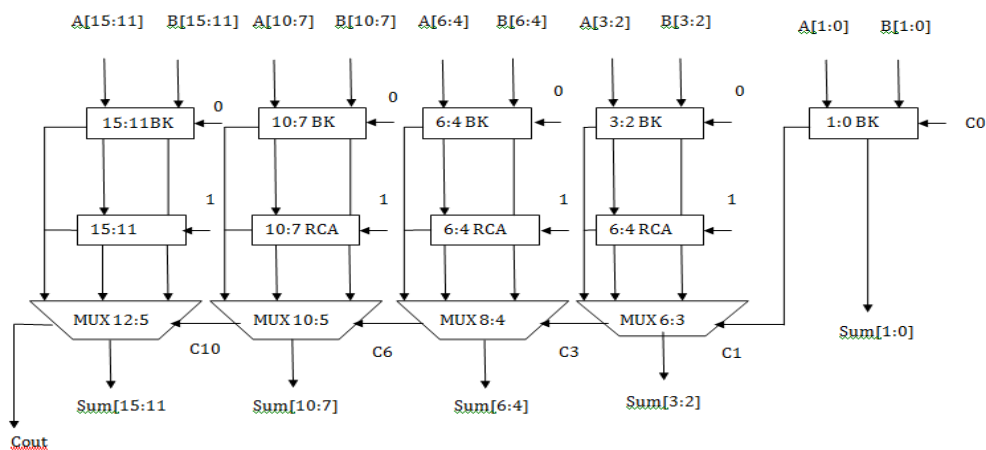 A[15:11] B[15:11] A[10:7] B[10:7] A[6:4] B[6:4] A[3:2] B[3:2] A[1:0] B[1:0]
0 0 0 0
15:11BK 10:7 BK 6:4 BK 3:2 BK 1:0 BK C0
1 1 1 1
15:11 10:7 RCA 6:4 RCA 6:4 RCA
MUX 12:5 MUX 10:5 MUX 8:4 MUX 6:3
Sum[1:0]
C10 C6 C3 C1
Sum[15:11 Sum[10:7] Sum[6:4] Sum[3:2]
Cout